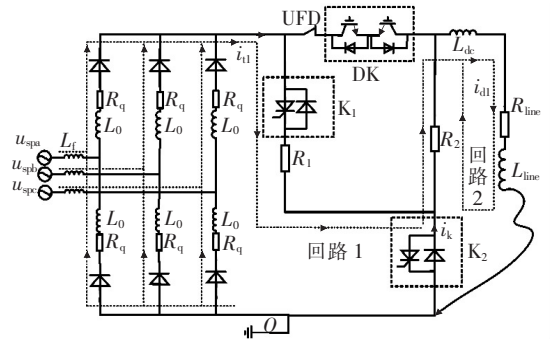 UFD
DK
L_dc
i_t1
i_d1
R_q
R_q
R_q
L_0
L_0
L_0
K_1
R_1
R_2
R_line
L_line
回路 2
u_spa
L_f
u_spb
u_spc
L_0
L_0
L_0
R_q
R_q
R_q
回路 1
i_k
K_2
O